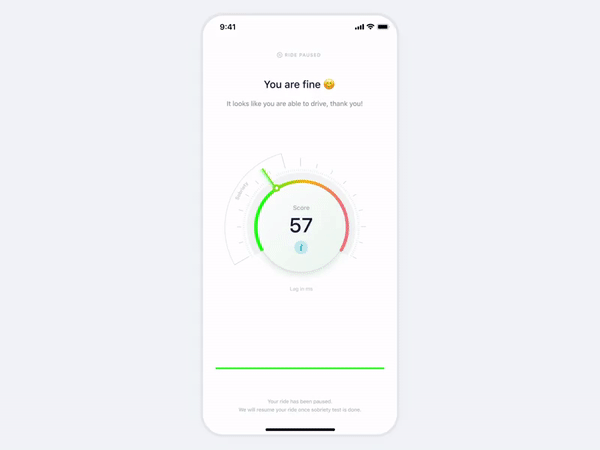 9:41
RIDE PAUSED
You are fine 😊
It looks like you are able to drive, thank you!
Sobriety
Score
57
Log in ms
Your ride has been paused.
We will resume your ride once sobriety test is done.